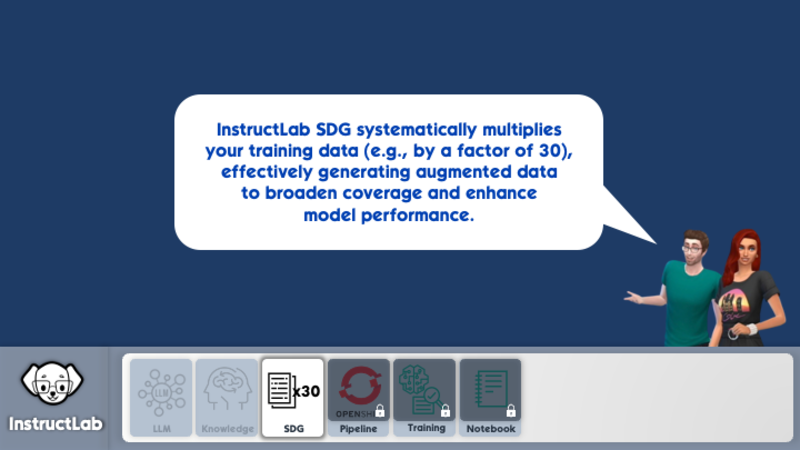 InstructLab SDG systematically multiplies
your training data (e.g., by a factor of 30),
effectively generating augmented data
to broaden coverage and enhance
model performance.
InstructLab
LLM
LLM
Knowledge
x30
SDG
Pipeline
Training
Notebook